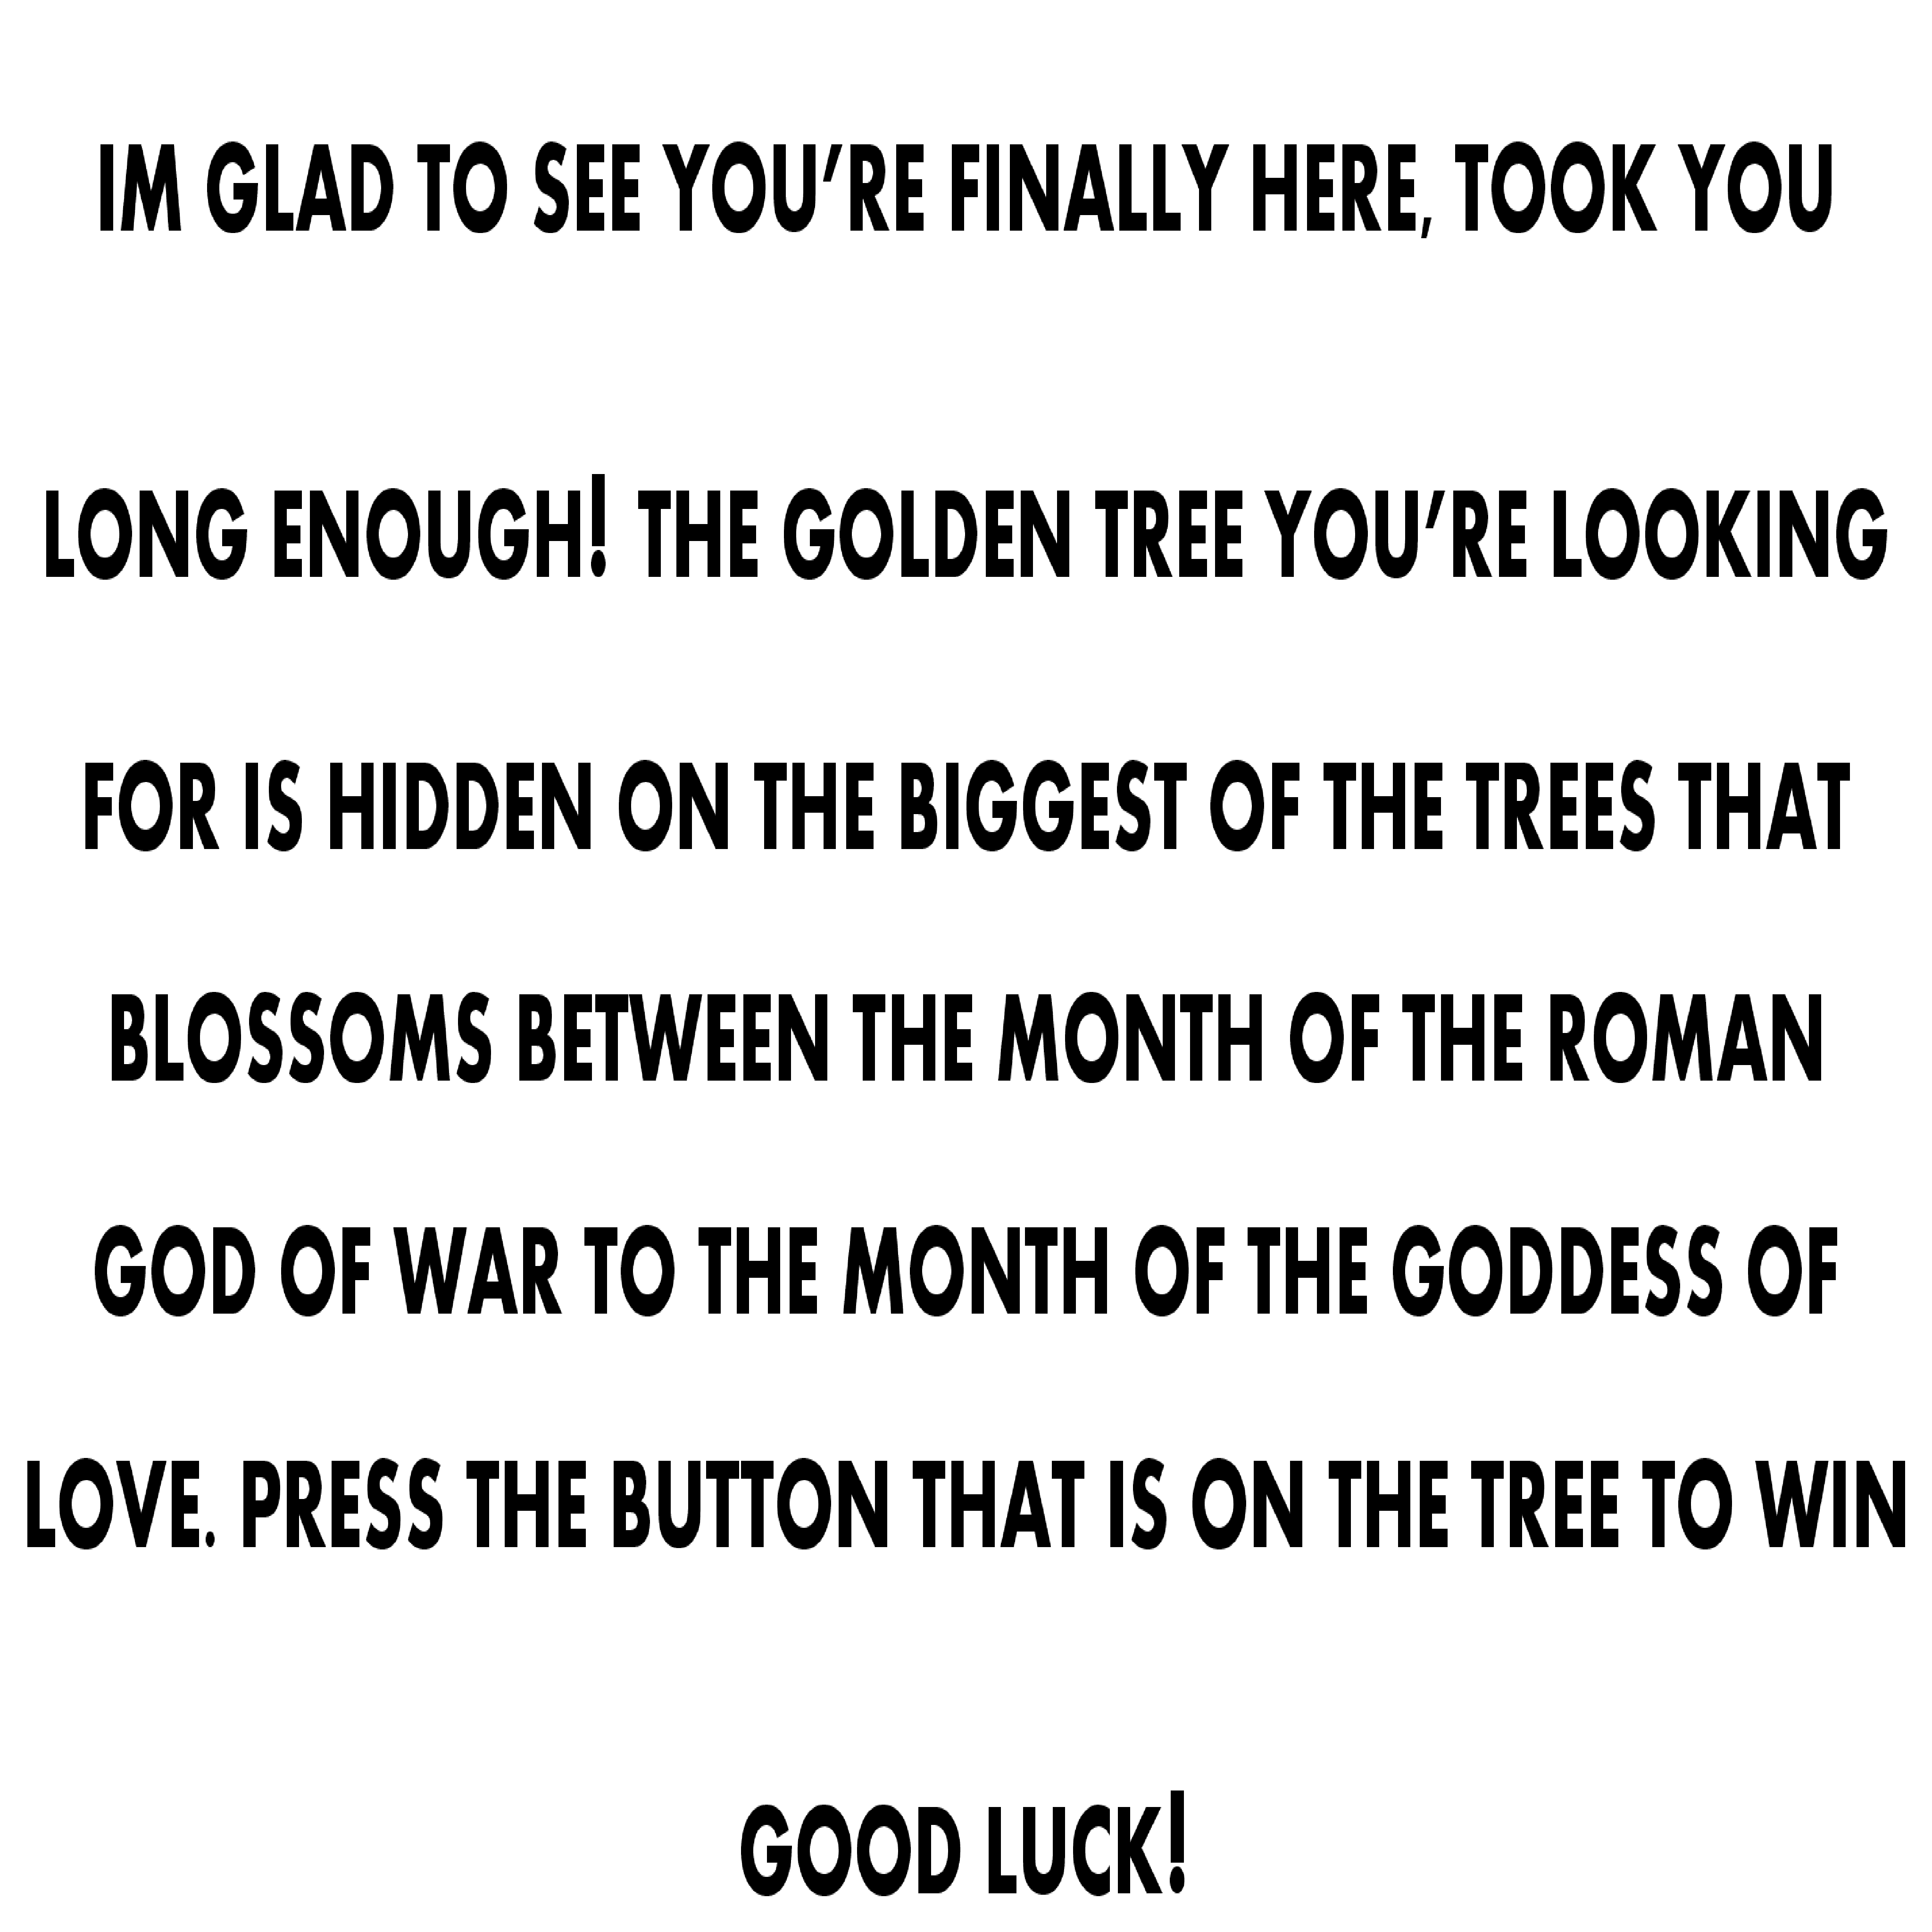 IM GLAD TO SEE YOU'RE FINALLY HERE, TOOK YOU
LONG ENOUGH! THE GOLDEN TREE YOU'RE LOOKING
FOR IS HIDDEN ON THE BIGGEST OF THE TREES THAT
BLOSSOMS BETWEEN THE MONTH OF THE ROMAN
GOD OF WAR TO THE MONTH OF THE GODDESS OF
LOVE. PRESS THE BUTTON THAT IS ON THE TREE TO WIN
GOOD LUCK!